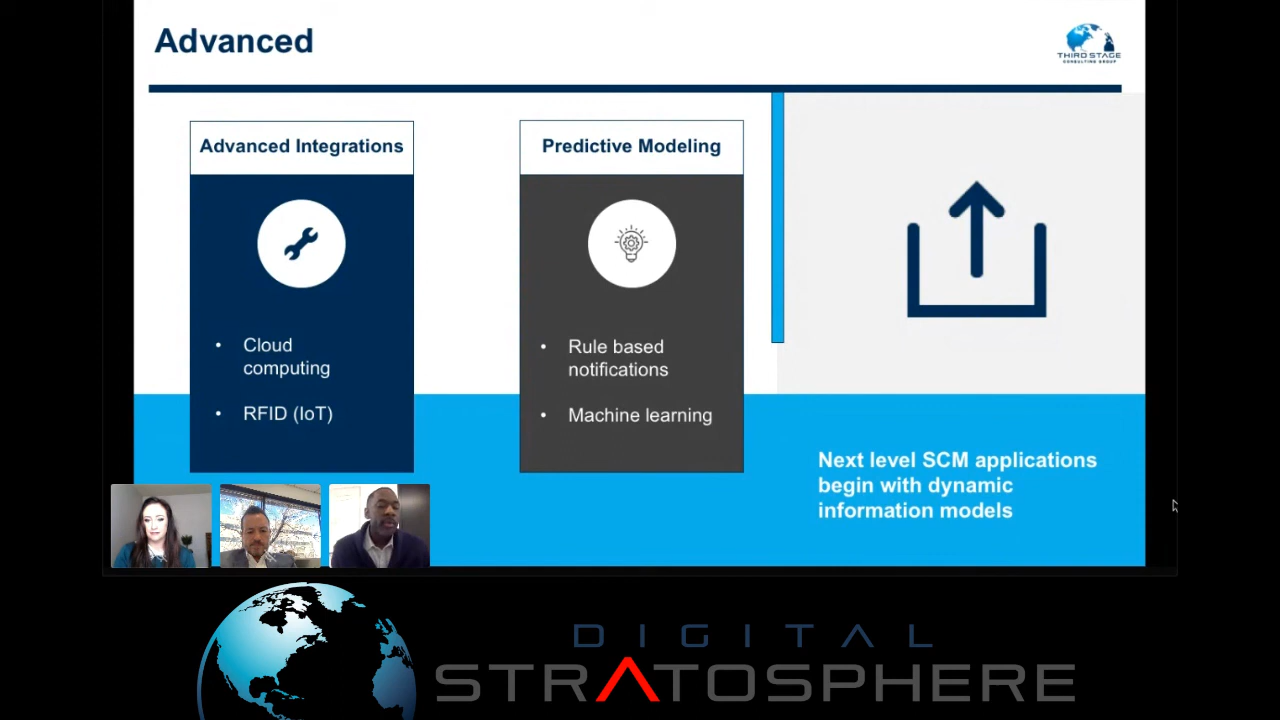 Advanced
THIRD STAGE
CONSULTING GROUP
Advanced Integrations
• Cloud
computing
• RFID (IoT)
Predictive Modeling
• Rule based
notifications
• Machine learning
Next level SCM applications
begin with dynamic
information models
DIGITAL
STRATOSPHERE